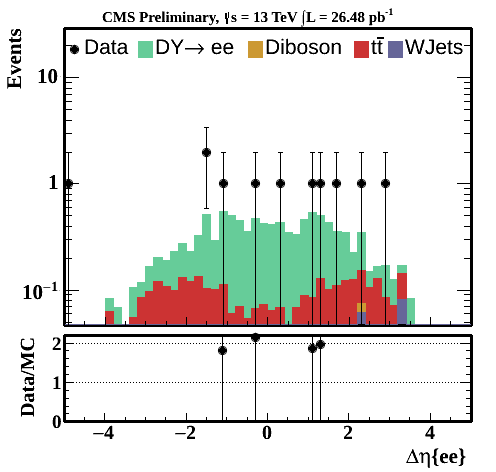 CMS Preliminary, √s = 13 TeV ∫L = 26.48 pb⁻¹
Events
Data DY→ ee Diboson tt̄ WJets
10
1
10⁻¹
Data/MC
2
1
0
−4 −2 0 2 4
Δη{ee}